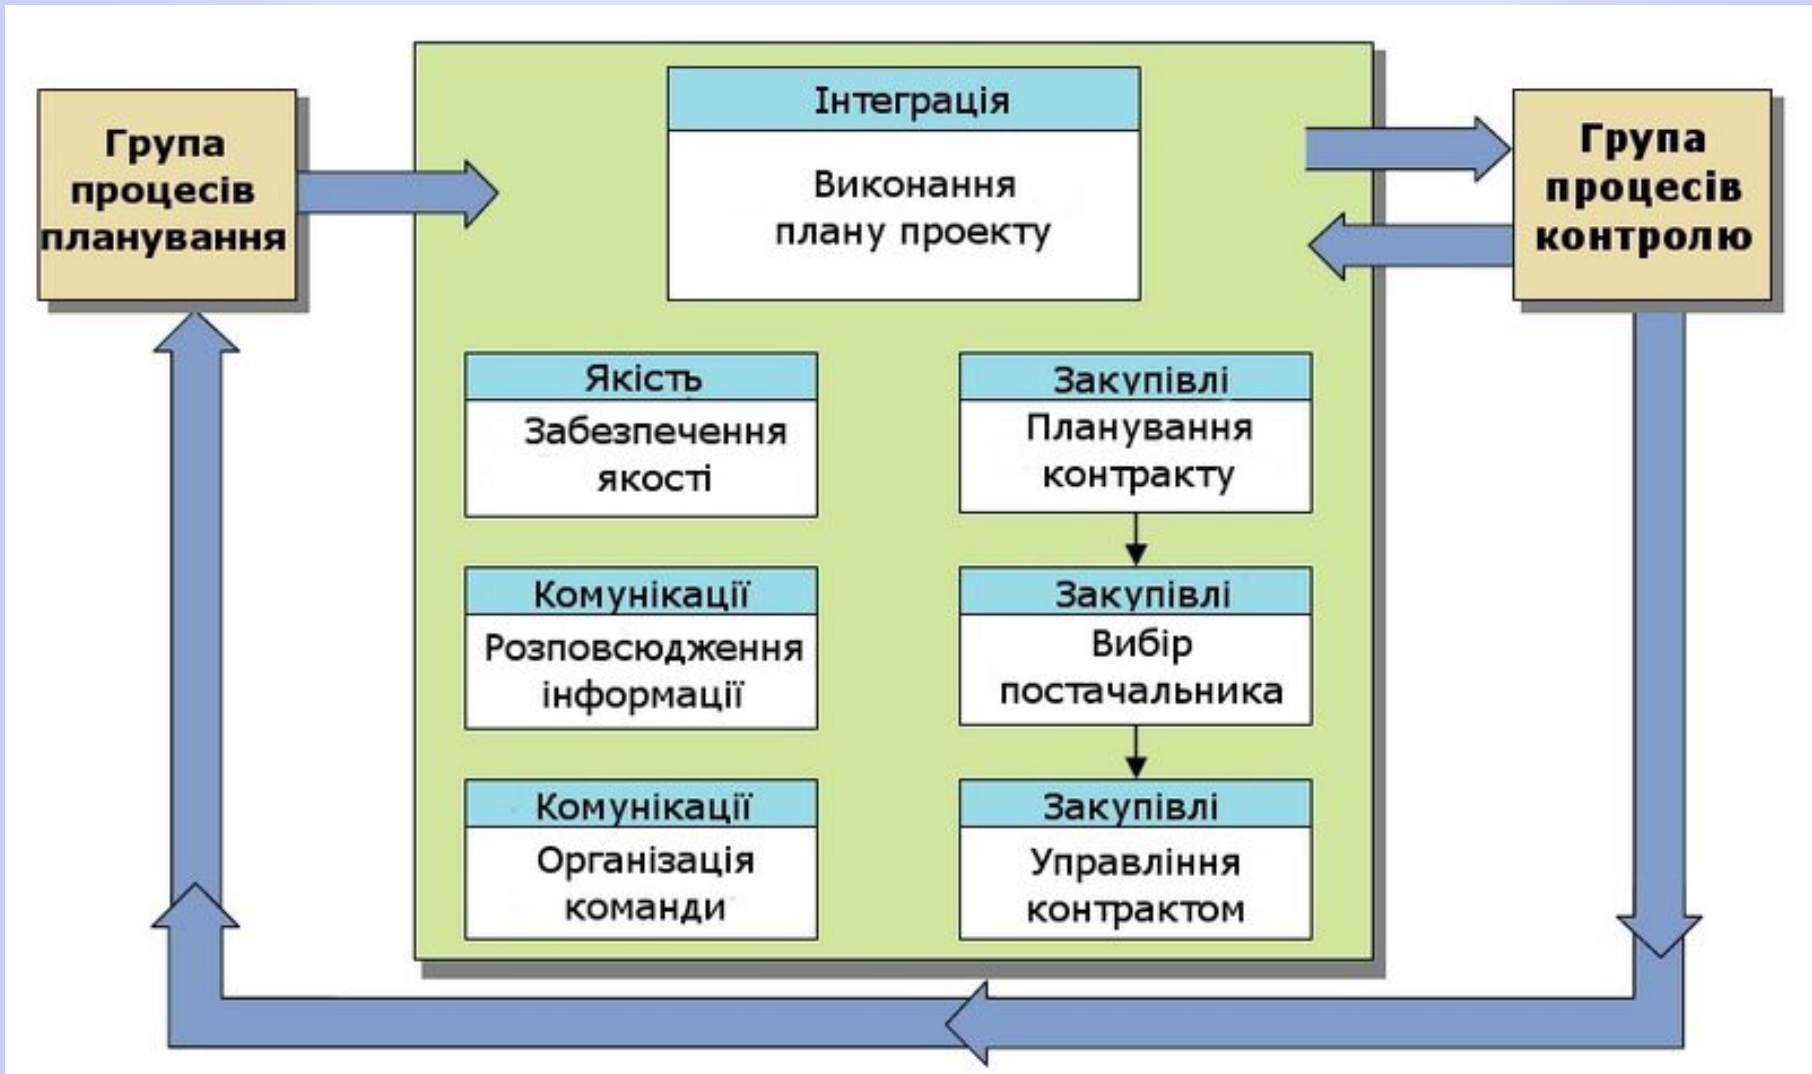 Група
процесів
планування
Інтеграція
Виконання
плану проекту
Група
процесів
контролю
Якість
Забезпечення
якості
Закупівлі
Планування
контракту
Комунікації
Розповсюдження
інформації
Закупівлі
Вибір
постачальника
Комунікації
Організація
команди
Закупівлі
Управління
контрактом